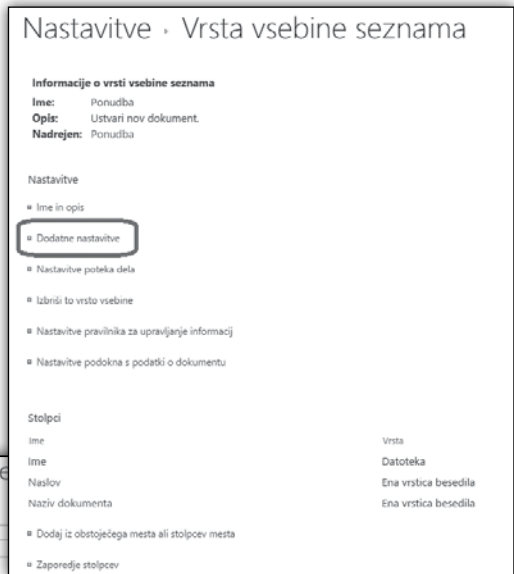 Nastavitve › Vrsta vsebine seznama
Informacije o vrsti vsebine seznama
Ime: Ponudba
Opis: Ustvari nov dokument.
Nadrejen: Ponudba
Nastavitve
Ime in opis
Dodatne nastavitve
Nastavitve poteka dela
Izbriši to vrsto vsebine
Nastavitve pravilnika za upravljanje informacij
Nastavitve podokna s podatki o dokumentu
Stolpci
Ime Vrsta
Ime Datoteka
Naslov Ena vrstica besedila
Naziv dokumenta Ena vrstica besedila
Dodaj iz obstoječega mesta ali stolpcev mesta
Zaporedje stolpcev